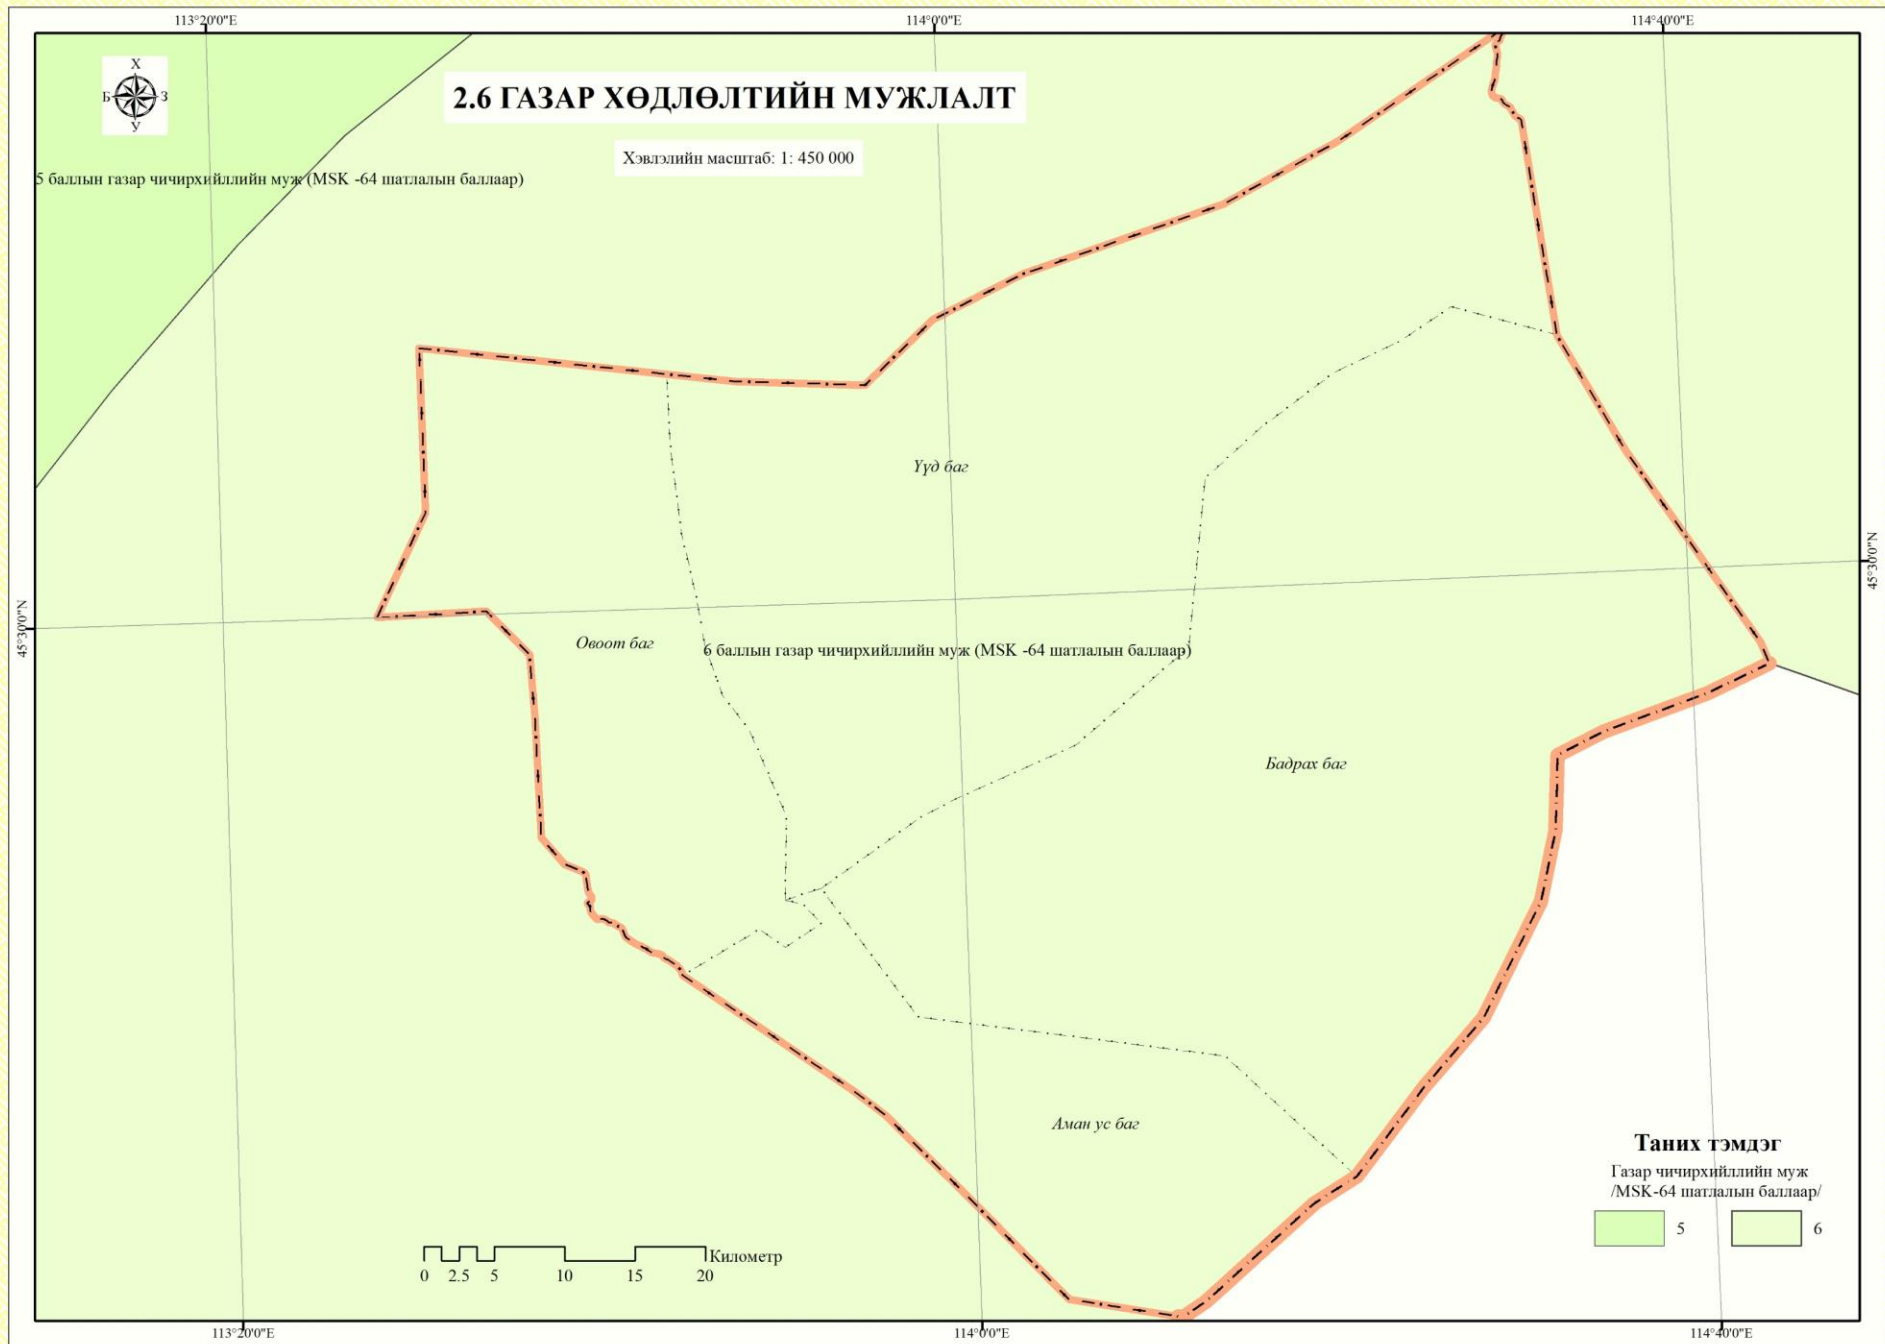 113°20'0"E
114°0'0"E
114°40'0"E
Х
Б
З
У
2.6 ГАЗАР ХӨДЛӨЛТИЙН МУЖЛАЛТ
Хэвлэлийн масштаб: 1: 450 000
5 баллын газар чичирхийллийн муж (MSK -64 шатлалын баллаар)
Үүд баг
45°30'0"N
45°30'0"N
Овоот баг
6 баллын газар чичирхийллийн муж (MSK -64 шатлалын баллаар)
Бадрах баг
Аман ус баг
Таних тэмдэг
Газар чичирхийллийн муж
/MSK-64 шатлалын баллаар/
5
6
Километр
0 2.5 5 10 15 20
113°20'0"E
114°0'0"E
114°40'0"E